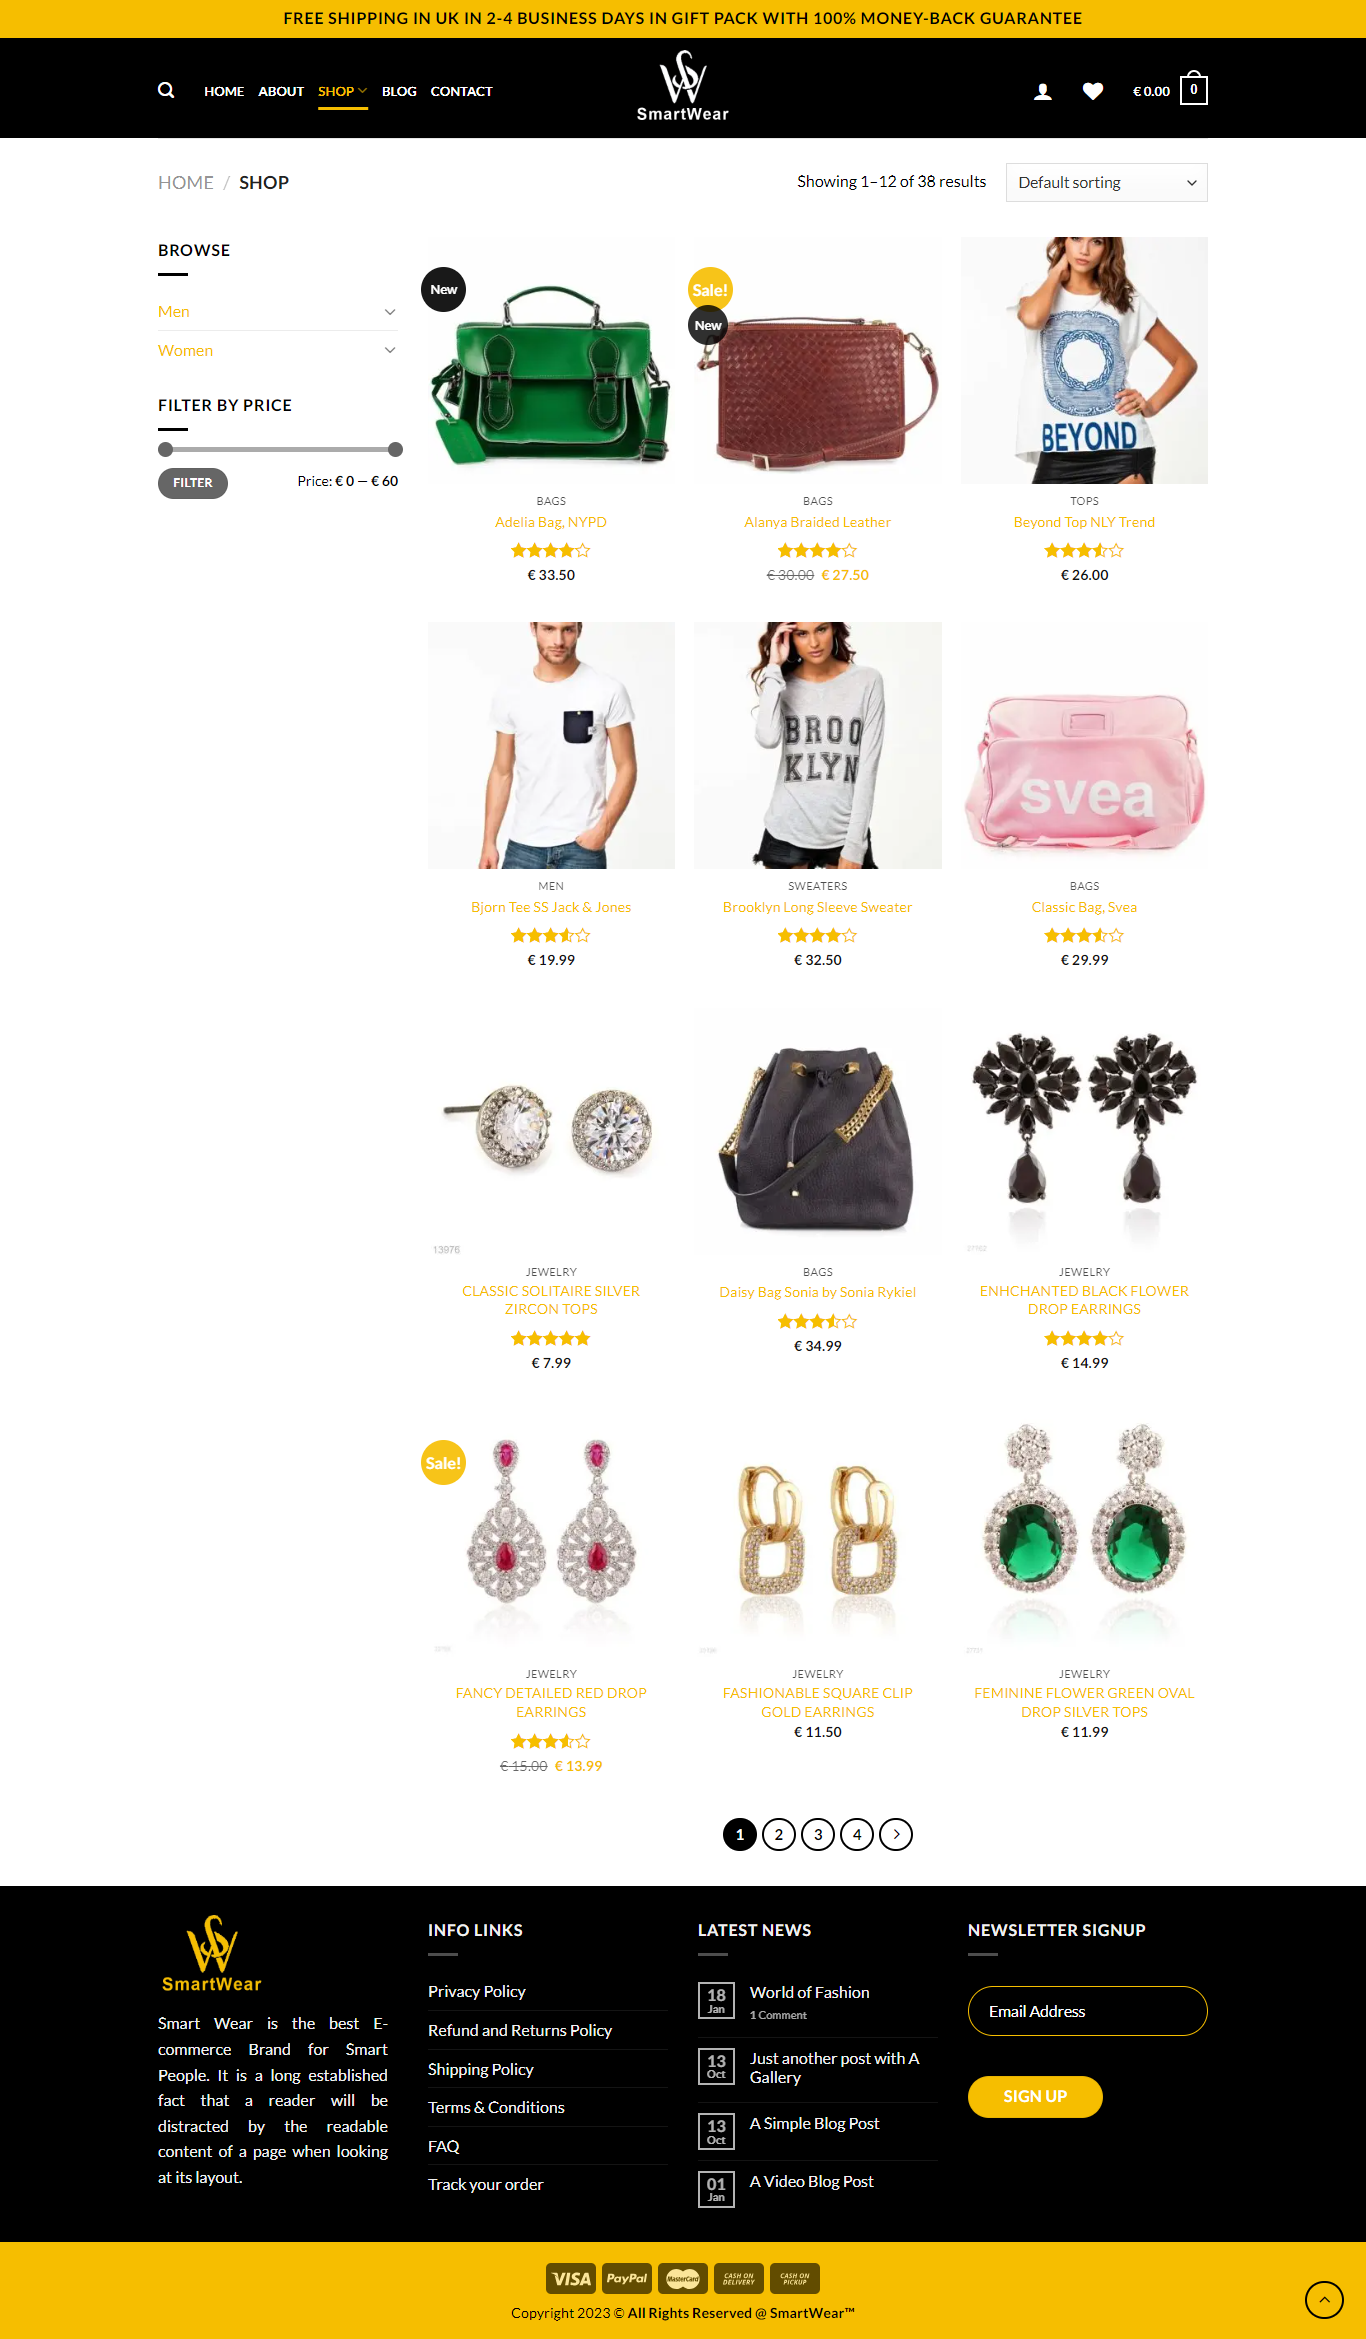 FREE SHIPPING IN UK IN 2-4 BUSINESS DAYS IN GIFT PACK WITH 100% MONEY-BACK GUARANTEE
HOME ABOUT SHOP BLOG CONTACT
SmartWear
€ 0.00 0
HOME / SHOP
Showing 1–12 of 38 results
Default sorting
BROWSE
Men
Women
FILTER BY PRICE
FILTER
Price: € 0 — € 60
New
BAGS
Adelia Bag, NYPD
€ 33.50
Sale!
New
BAGS
Alanya Braided Leather
€ 30.00 € 27.50
BEYOND
TOPS
Beyond Top NLY Trend
€ 26.00
MEN
Bjorn Tee SS Jack & Jones
€ 19.99
BROO
KLYN
SWEATERS
Brooklyn Long Sleeve Sweater
€ 32.50
svea
BAGS
Classic Bag, Svea
€ 29.99
13976
JEWELRY
CLASSIC SOLITAIRE SILVER
ZIRCON TOPS
€ 7.99
BAGS
Daisy Bag Sonia by Sonia Rykiel
€ 34.99
JEWELRY
ENHCHANTED BLACK FLOWER
DROP EARRINGS
€ 14.99
Sale!
JEWELRY
FANCY DETAILED RED DROP
EARRINGS
€ 15.00 € 13.99
JEWELRY
FASHIONABLE SQUARE CLIP
GOLD EARRINGS
€ 11.50
JEWELRY
FEMININE FLOWER GREEN OVAL
DROP SILVER TOPS
€ 11.99
1 2 3 4
SmartWear
Smart Wear is the best E-
commerce Brand for Smart
People. It is a long established
fact that a reader will be
distracted by the readable
content of a page when looking
at its layout.
INFO LINKS
Privacy Policy
Refund and Returns Policy
Shipping Policy
Terms & Conditions
FAQ
Track your order
LATEST NEWS
18
Jan
World of Fashion
1 Comment
13
Oct
Just another post with A
Gallery
13
Oct
A Simple Blog Post
01
Jan
A Video Blog Post
NEWSLETTER SIGNUP
Email Address
SIGN UP
VISA PayPal MasterCard CASH ON DELIVERY CASH ON PICKUP
Copyright 2023 © All Rights Reserved @ SmartWear™